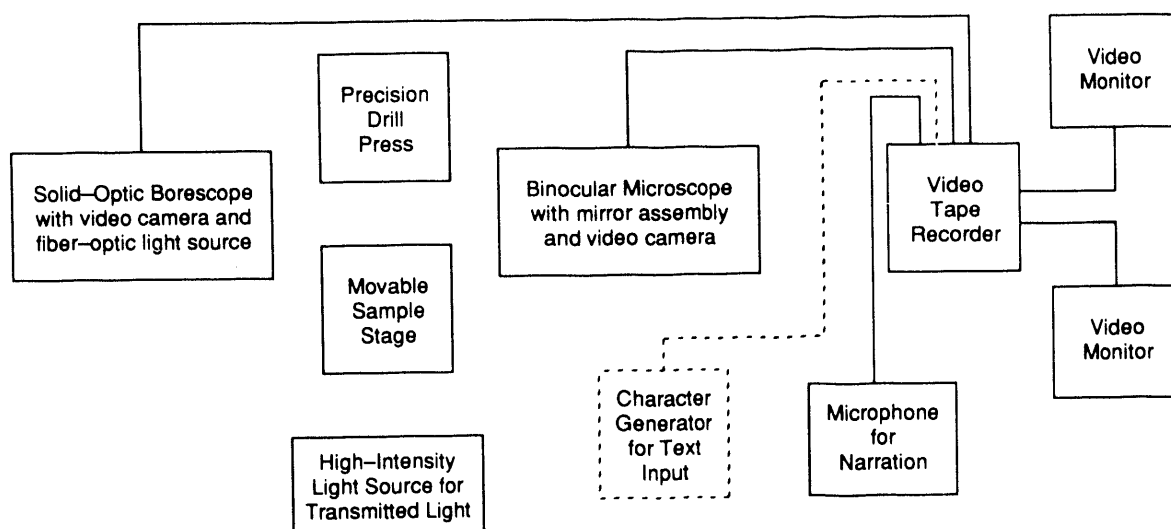 Precision
Drill
Press
Video
Monitor
Solid–Optic Borescope
with video camera and
fiber–optic light source
Binocular Microscope
with mirror assembly
and video camera
Video
Tape
Recorder
Movable
Sample
Stage
Video
Monitor
Character
Generator
for Text
Input
Microphone
for
Narration
High–Intensity
Light Source for
Transmitted Light